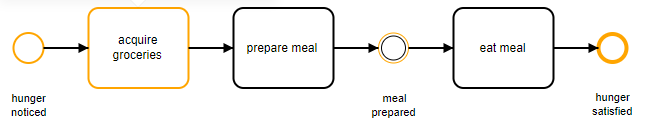 acquire
groceries
prepare meal
eat meal
hunger
noticed
meal
prepared
hunger
satisfied